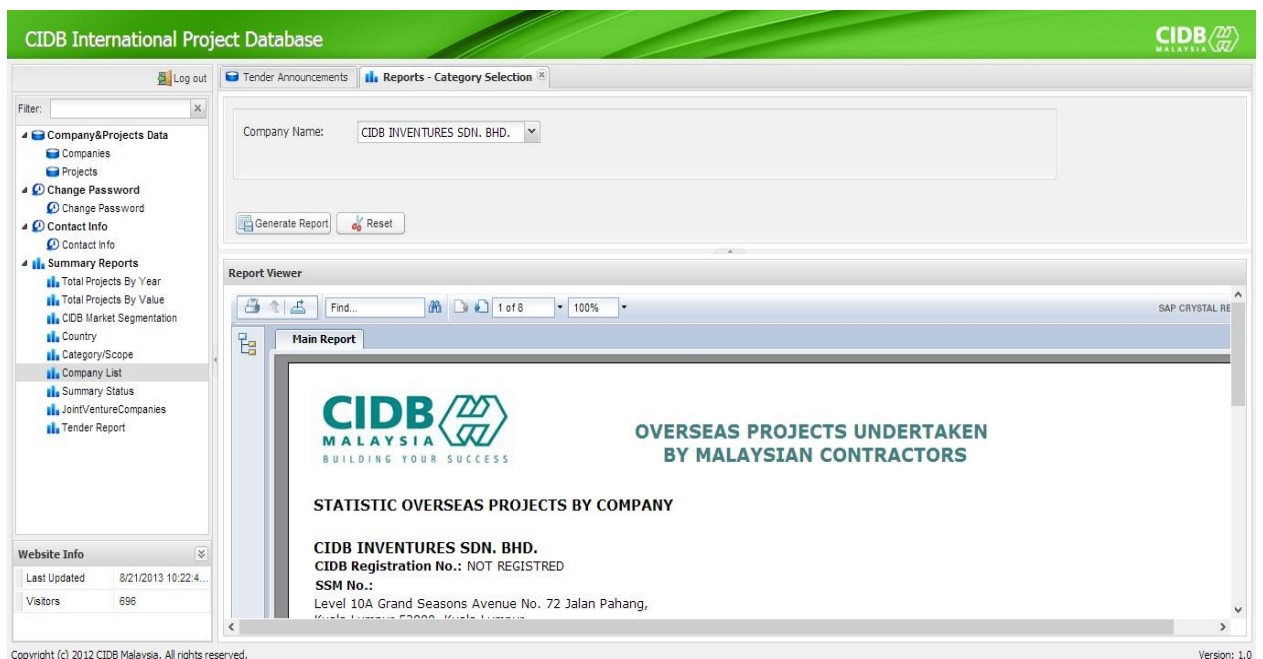 CIDB International Project Database
CIDB
MALAYSIA
Log out
Filter:
Company&Projects Data
Companies
Projects
Change Password
Change Password
Contact Info
Contact Info
Summary Reports
Total Projects By Year
Total Projects By Value
CIDB Market Segmentation
Country
Category/Scope
Company List
Summary Status
JointVentureCompanies
Tender Report
Website Info
Last Updated 8/21/2013 10:22:4...
Visitors 696
Tender Announcements Reports - Category Selection
Company Name: CIDB INVENTURES SDN. BHD.
Generate Report Reset
Report Viewer
Find... 1 of 8 100% SAP CRYSTAL RE
Main Report
CIDB
MALAYSIA
BUILDING YOUR SUCCESS
OVERSEAS PROJECTS UNDERTAKEN
BY MALAYSIAN CONTRACTORS
STATISTIC OVERSEAS PROJECTS BY COMPANY
CIDB INVENTURES SDN. BHD.
CIDB Registration No.: NOT REGISTRED
SSM No.:
Level 10A Grand Seasons Avenue No. 72 Jalan Pahang,
Copyright (c) 2012 CIDB Malaysia. All rights reserved. Version: 1.0